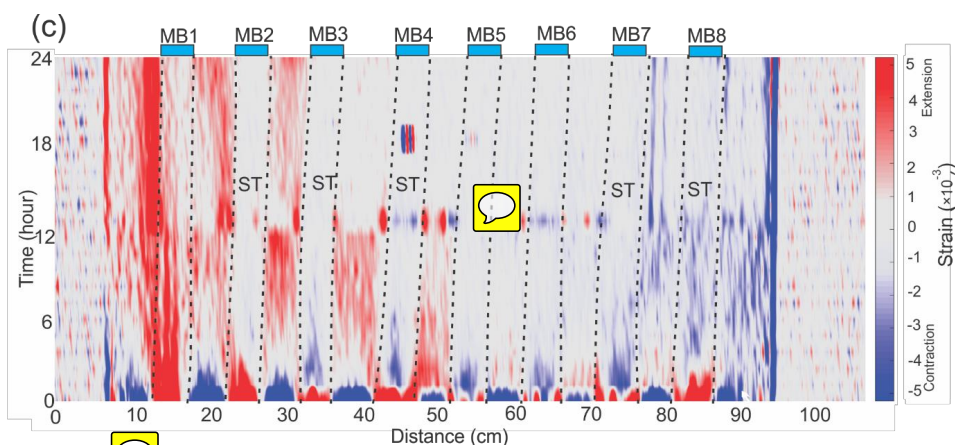 (c)
MB1 MB2 MB3 MB4 MB5 MB6 MB7 MB8
24
18
12
6
0
Time (hour)
ST ST ST ST ST
0 10 20 30 40 50 60 70 80 90 100
Distance (cm)
5
4
3
2
1
0
-1
-2
-3
-4
-5
Extension
Contraction
Strain (×10⁻³)